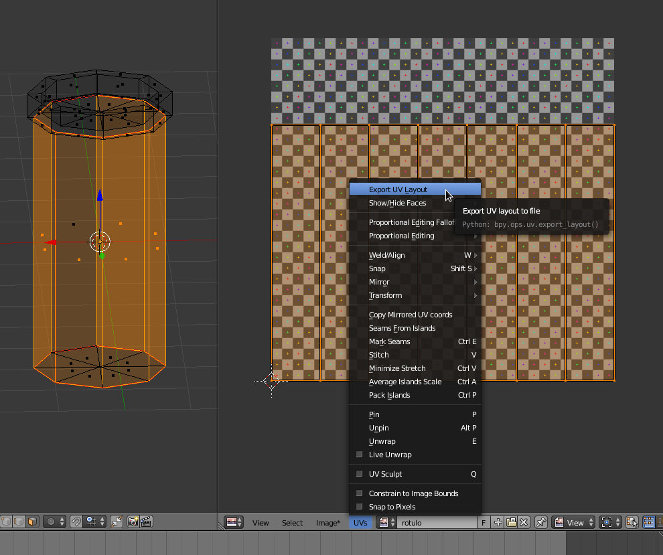 Export UV Layout
Show/Hide Faces
Export UV layout to file
Python: bpy.ops.uv.export_layout()
Proportional Editing Fallof
Proportional Editing
Weld/Align W
Snap Shift S
Mirror
Transform
Copy Mirrored UV coords
Seams From Islands
Mark Seams Ctrl E
Stitch V
Minimize Stretch Ctrl V
Average Islands Scale Ctrl A
Pack Islands Ctrl P
Pin P
Unpin Alt P
Unwrap E
Live Unwrap
UV Sculpt Q
Constrain to Image Bounds
Snap to Pixels
View Select Image* UVs rotulo F View